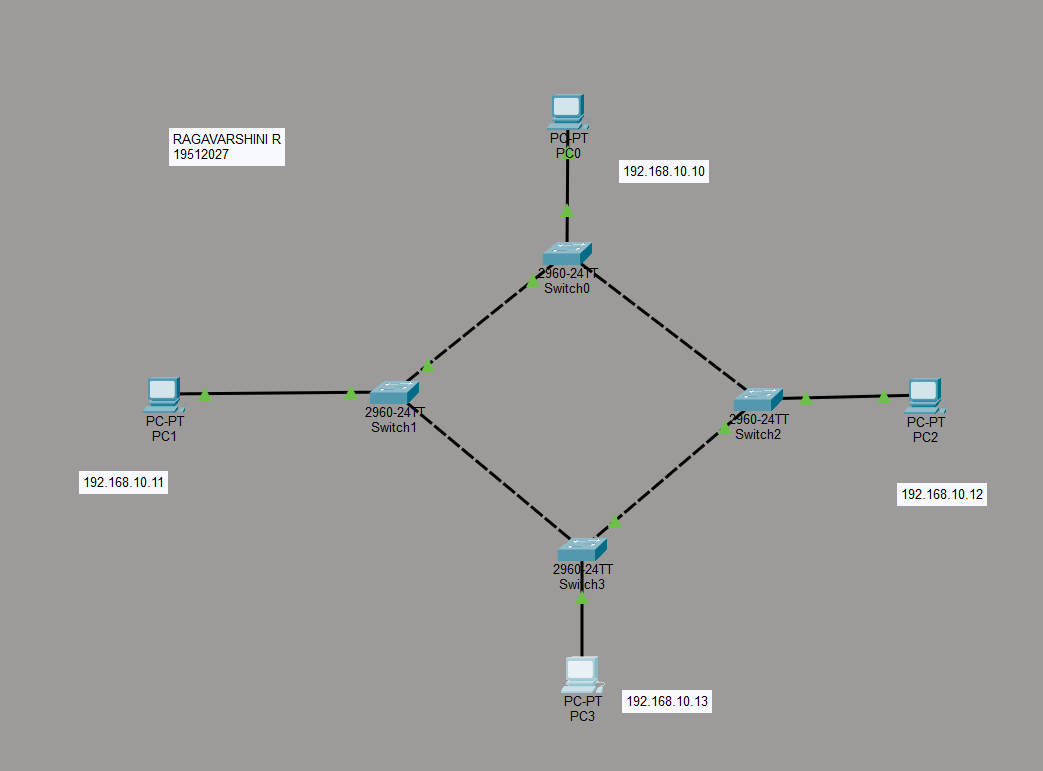 PC-PT
PC0
RAGAVARSHINI R
19512027
192.168.10.10
2960-24TT
Switch0
PC-PT
PC1
2960-24TT
Switch1
2960-24TT
Switch2
PC-PT
PC2
192.168.10.11
192.168.10.12
2960-24TT
Switch3
PC-PT
PC3
192.168.10.13